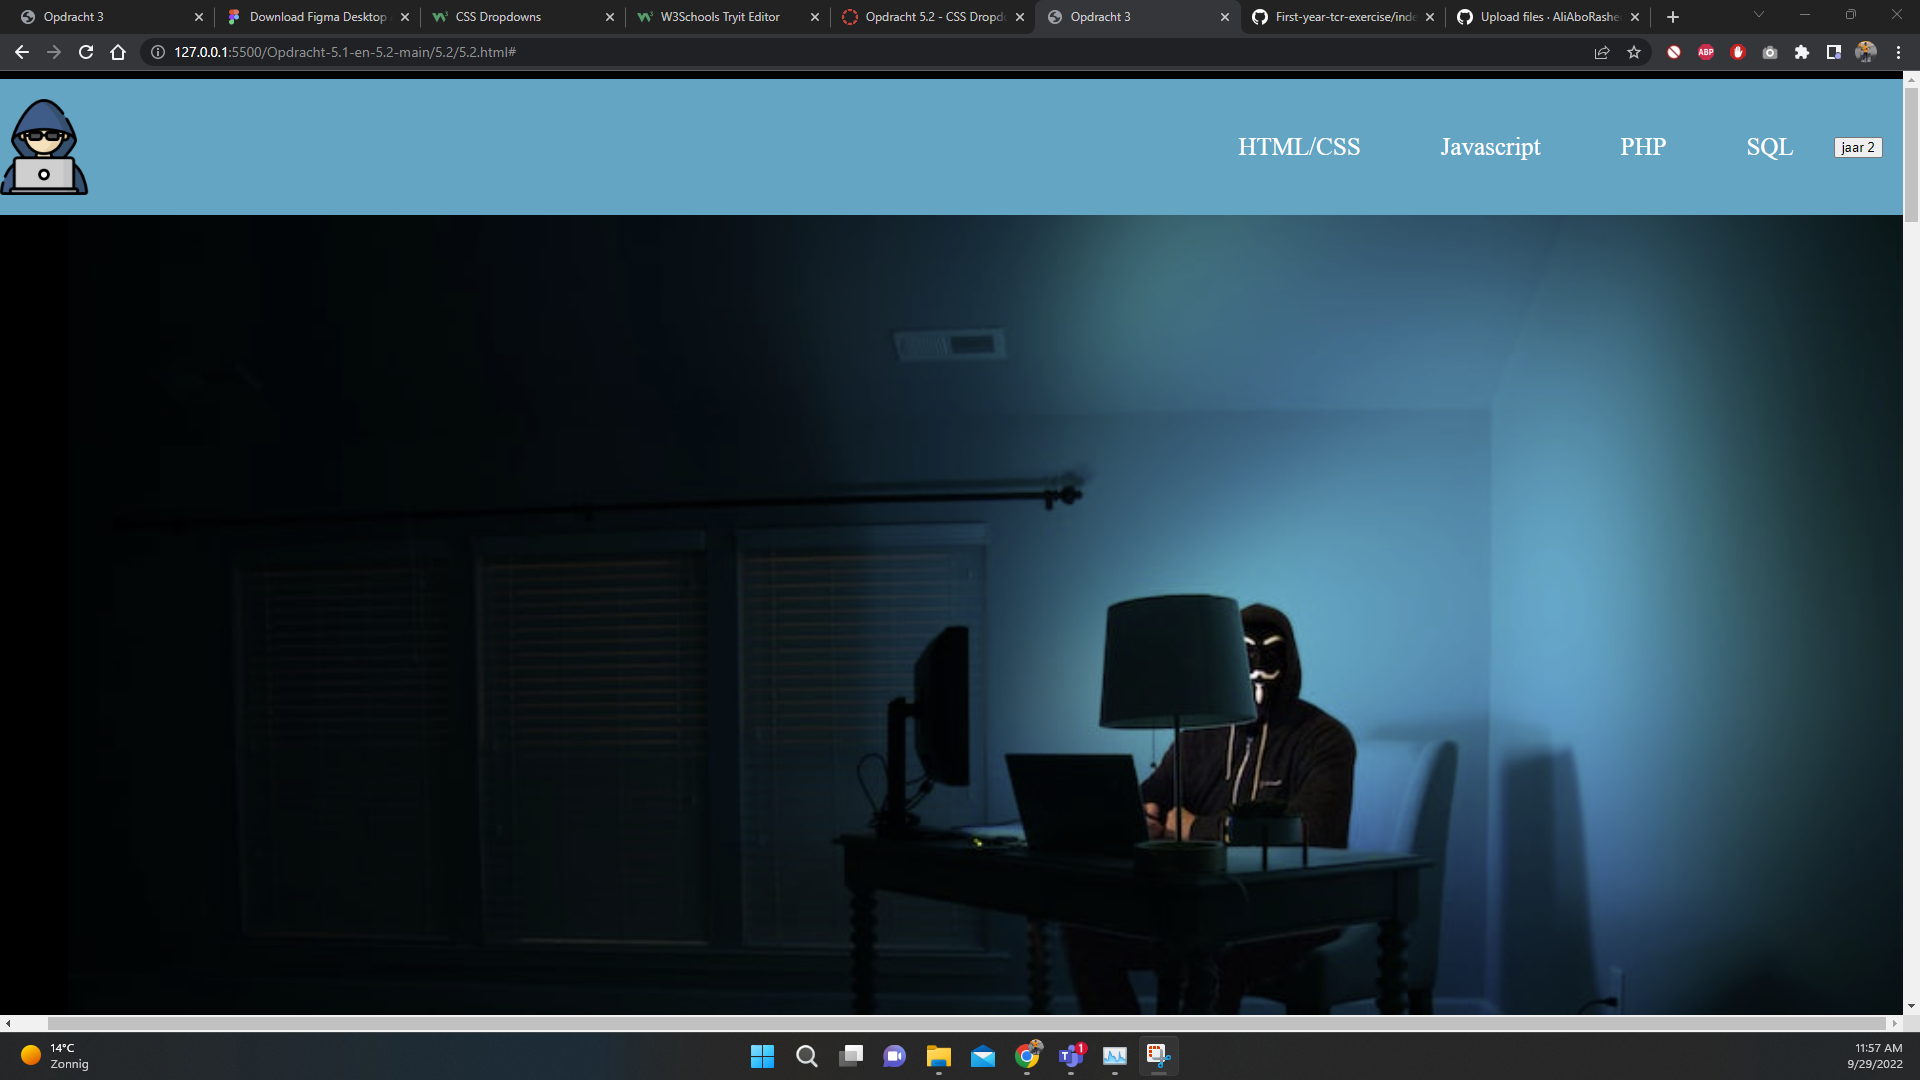 Opdracht 3
Download Figma Desktop
CSS Dropdowns
W3Schools Tryit Editor
Opdracht 5.2 - CSS Dropd
Opdracht 3
First-year-tcr-exercise/inde
Upload files · AliAboRashe
127.0.0.1:5500/Opdracht-5.1-en-5.2-main/5.2/5.2.html#
ABP
HTML/CSS
Javascript
PHP
SQL
jaar 2
14°C
Zonnig
1
11:57 AM
9/29/2022